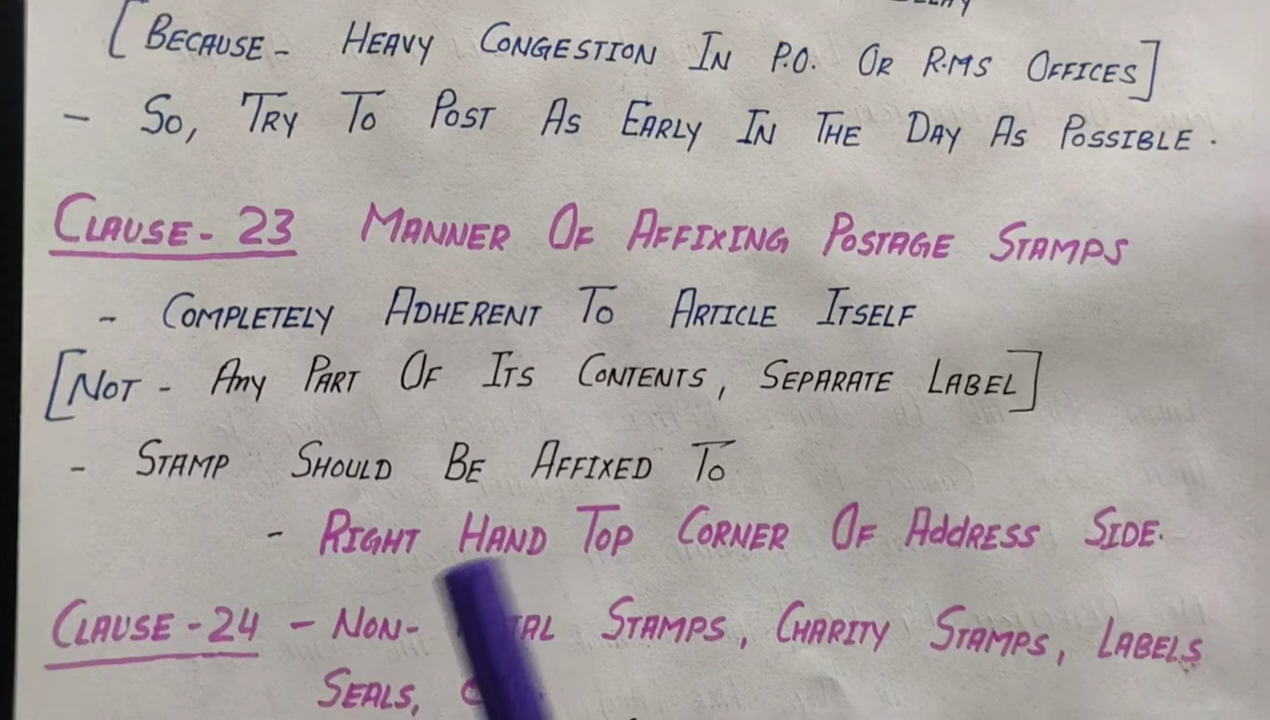 [BECAUSE - HEAVY CONGESTION IN P.O. OR R.MS OFFICES]
- SO, TRY TO POST AS EARLY IN THE DAY AS POSSIBLE.
CLAUSE - 23 MANNER OF AFFIXING POSTAGE STAMPS
- COMPLETELY ADHERENT TO ARTICLE ITSELF
[NOT - ANY PART OF ITS CONTENTS, SEPARATE LABEL]
- STAMP SHOULD BE AFFIXED TO
- RIGHT HAND TOP CORNER OF ADDRESS SIDE.
CLAUSE - 24 - NON- STAMPS, CHARITY STAMPS, LABELS
SEALS,